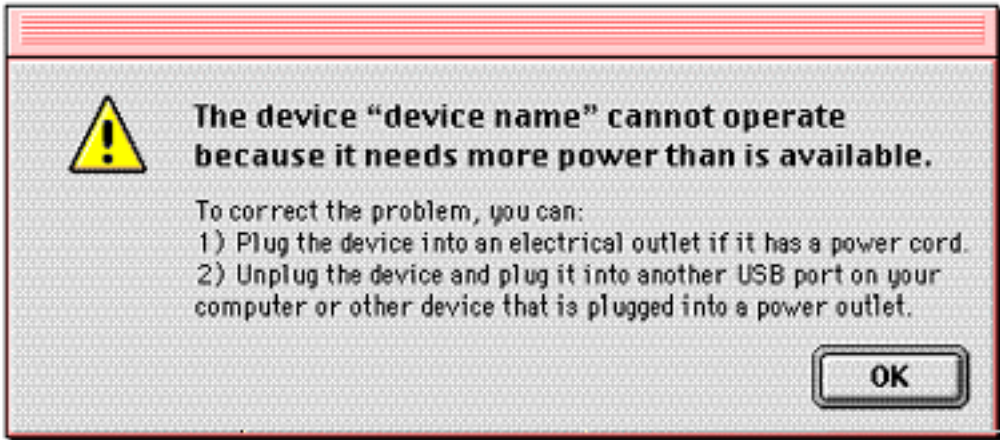 The device “device name” cannot operate
because it needs more power than is available.
To correct the problem, you can:
1) Plug the device into an electrical outlet if it has a power cord.
2) Unplug the device and plug it into another USB port on your
computer or other device that is plugged into a power outlet.
OK